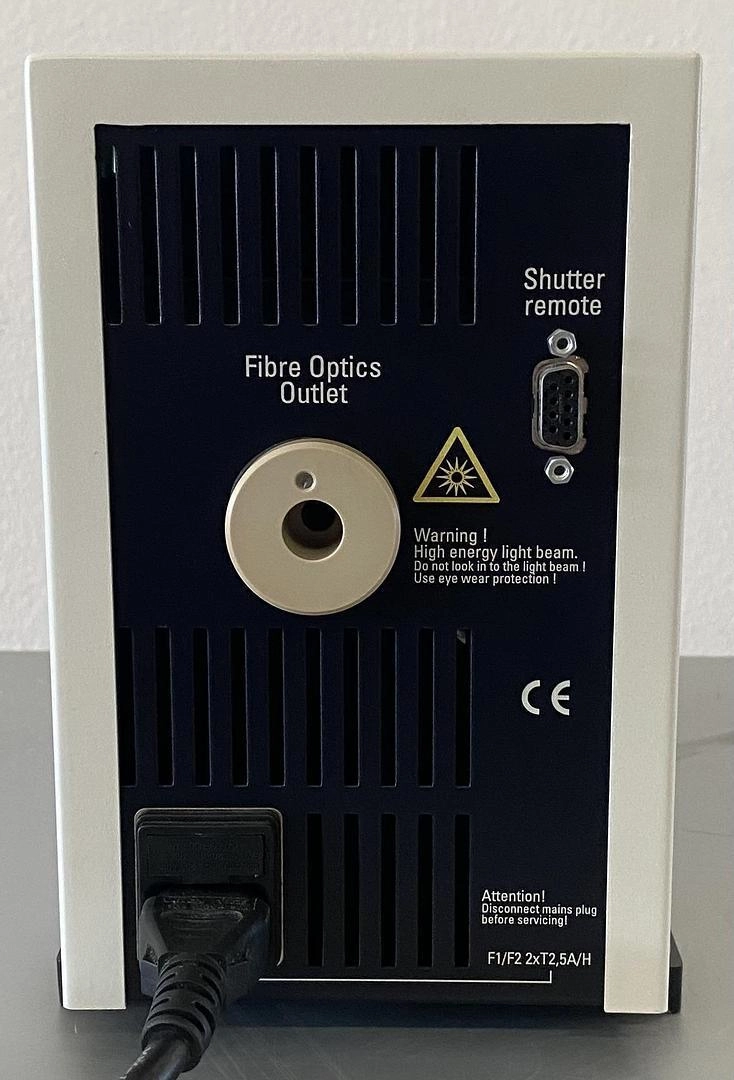 Shutter
remote
Fibre Optics
Outlet
Warning !
High energy light beam.
Do not look in to the light beam !
Use eye wear protection !
CE
Attention!
Disconnect mains plug
before servicing!
F1/F2 2xT2,5A/H